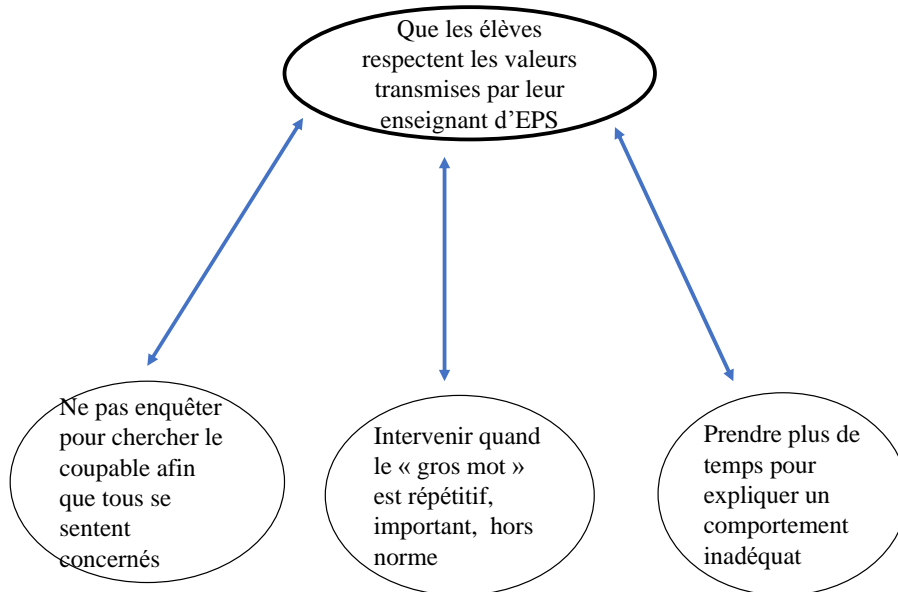 Que les élèves
respectent les valeurs
transmises par leur
enseignant d’EPS
Ne pas enquêter
pour chercher le
coupable afin
que tous se
sentent
concernés
Intervenir quand
le « gros mot »
est répétitif,
important, hors
norme
Prendre plus de
temps pour
expliquer un
comportement
inadéquat